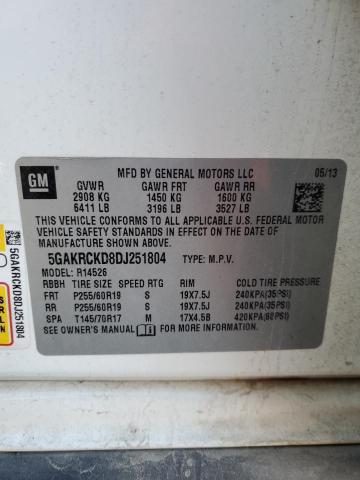 GM
MFD BY GENERAL MOTORS LLC 05/13
GVWR GAWR FRT GAWR RR
2908 KG 1450 KG 1600 KG
6411 LB 3196 LB 3527 LB
THIS VEHICLE CONFORMS TO ALL APPLICABLE U.S. FEDERAL MOTOR
VEHICLE SAFETY STANDARDS IN EFFECT ON THE DATE OF
MANUFACTURE SHOWN ABOVE.
5GAKRCKD8DJ251804 TYPE: M.P.V.
MODEL: R14526
RBBH TIRE SIZE SPEED RTG RIM COLD TIRE PRESSURE
FRT P255/60R19 S 19X7.5J 240KPA(35PSI)
RR P255/60R19 S 19X7.5J 240KPA(35PSI)
SPA T145/70R17 M 17X4.5B 420KPA(60PSI)
SEE OWNER'S MANUAL FOR MORE INFORMATION.
5GAKRCKD8DJ251804